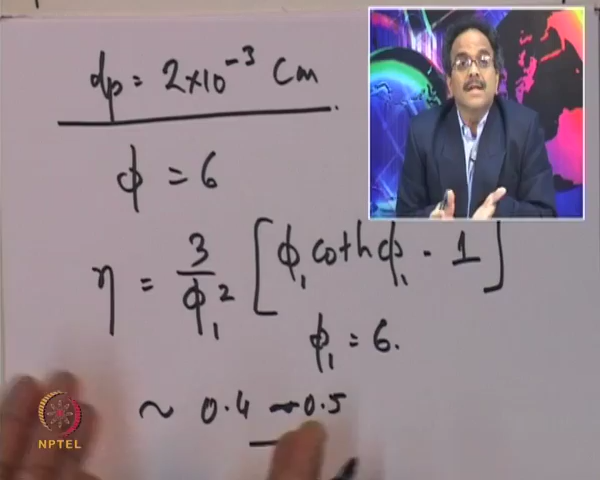 dp = 2×10⁻³ cm
ϕ = 6
η = 3/ϕ₁² [ϕ₁ coth ϕ₁ - 1]
ϕ₁ = 6.
~ 0.4 ~ 0.5
NPTEL